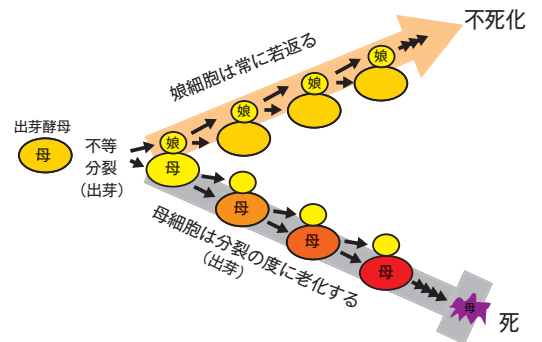 不死化
娘細胞は常に若返る
娘
娘
娘
娘
出芽酵母
母
不等
分裂
（出芽）
母
母
母
母
母細胞は分裂の度に老化する
（出芽）
母
死